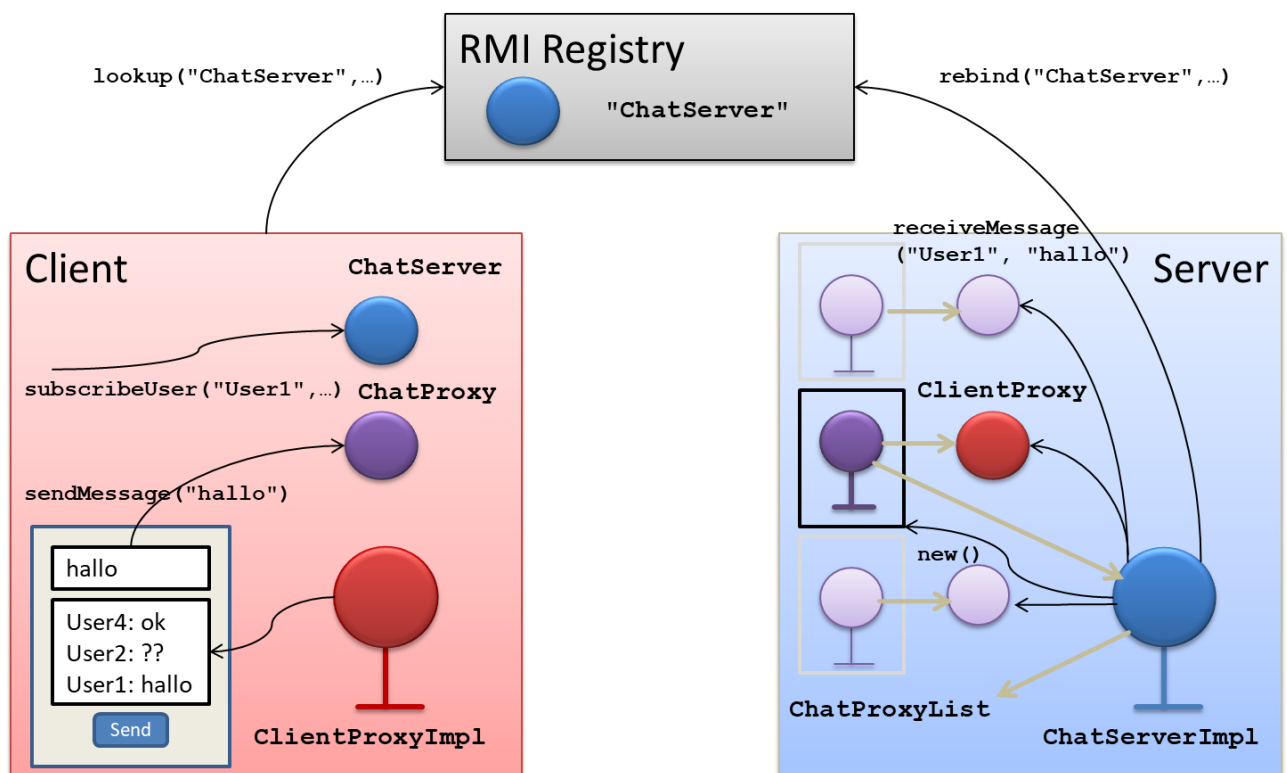 RMI Registry
lookup("ChatServer",…)
rebind("ChatServer",…)
"ChatServer"
Client
ChatServer
subscribeUser("User1",…)
ChatProxy
sendMessage("hallo")
hallo
User4: ok
User2: ??
User1: hallo
Send
ClientProxyImpl
receiveMessage
("User1", "hallo")
Server
ClientProxy
new()
ChatProxyList
ChatServerImpl